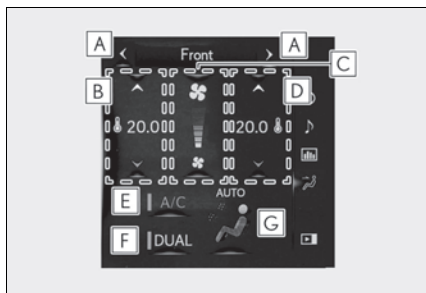 A < Front > A
C
B D
20.0 20.0
E A/C AUTO
F DUAL G